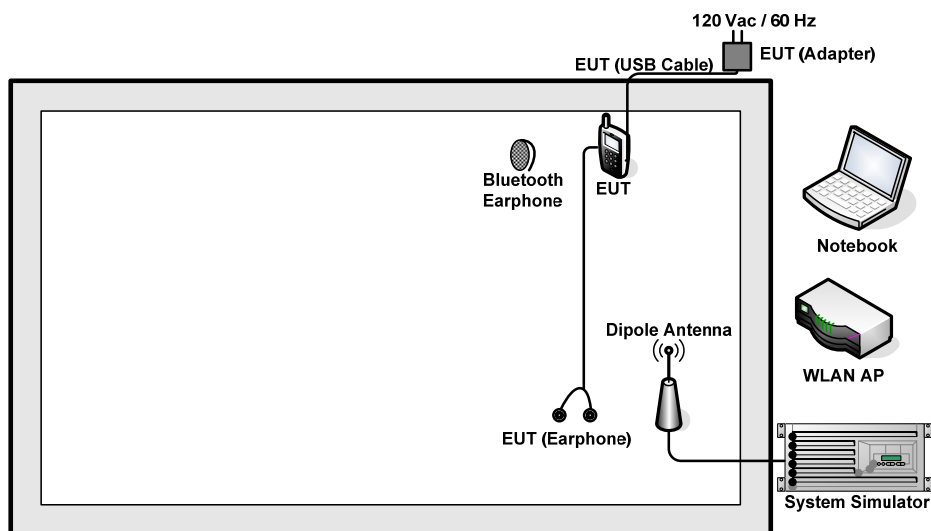 120 Vac / 60 Hz
EUT (Adapter)
EUT (USB Cable)
Bluetooth
Earphone
EUT
Notebook
Dipole Antenna
WLAN AP
EUT (Earphone)
System Simulator